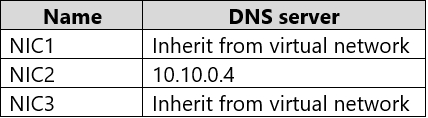 Name DNS server
NIC1 Inherit from virtual network
NIC2 10.10.0.4
NIC3 Inherit from virtual network